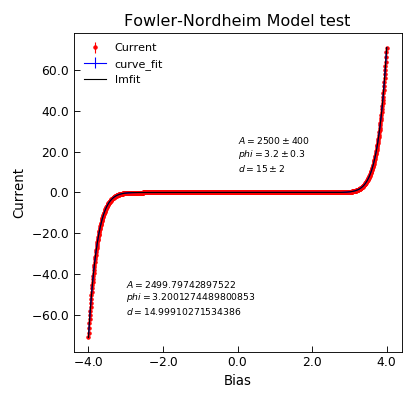 Fowler-Nordheim Model test
Current
curve_fit
lmfit
60.0
40.0
20.0
0.0
−20.0
−40.0
−60.0
Current
A = 2500 ± 400
phi = 3.2 ± 0.3
d = 15 ± 2
A = 2499.79742897522
phi = 3.2001274489800853
d = 14.99910271534386
−4.0 −2.0 0.0 2.0 4.0
Bias